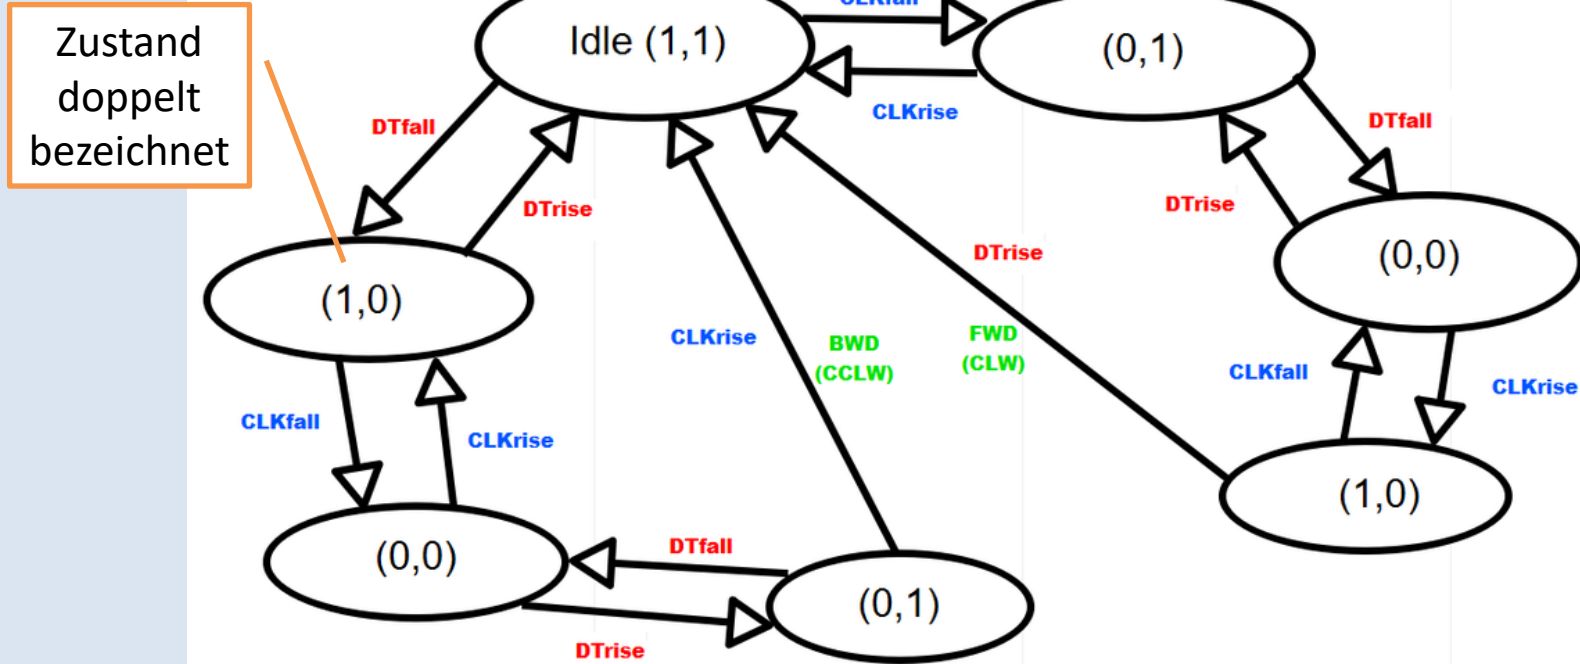 Zustand
doppelt
bezeichnet
CLKfall
Idle (1,1)
(0,1)
CLKrise
DTfall
DTfall
DTrise
DTrise
DTrise
(0,0)
(1,0)
CLKrise
BWD
(CCLW)
FWD
(CLW)
CLKfall
CLKrise
CLKfall
CLKrise
(1,0)
DTfall
(0,0)
(0,1)
DTrise